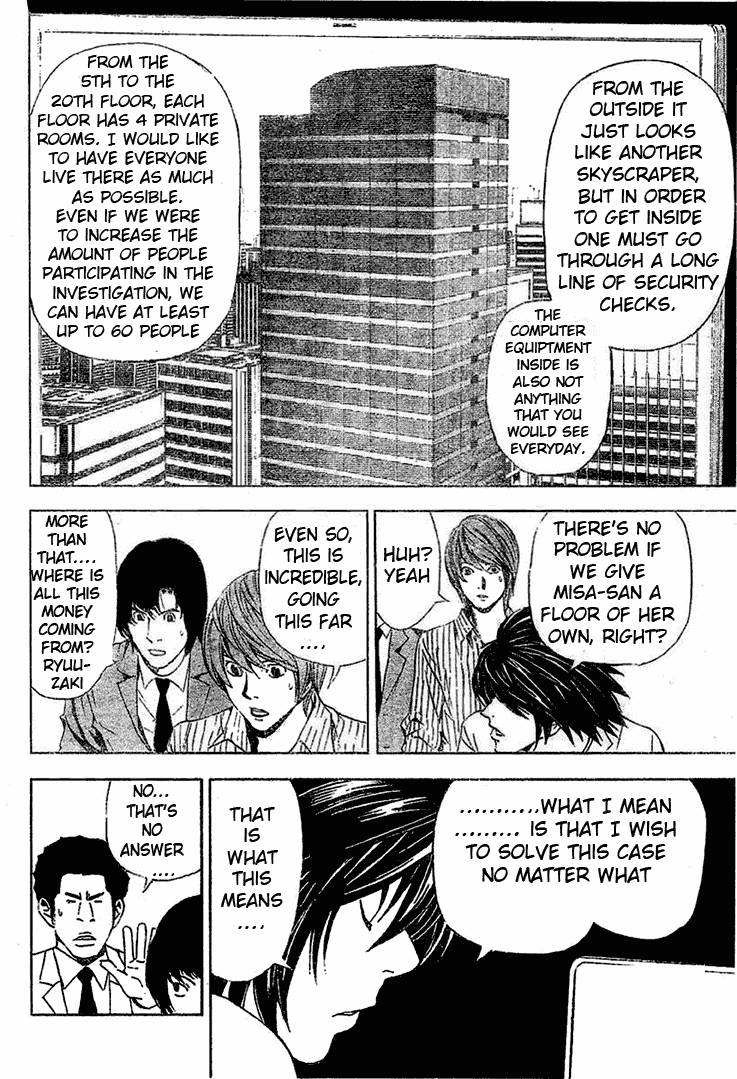 FROM THE
OUTSIDE IT
JUST LOOKS
LIKE ANOTHER
SKYSCRAPER,
BUT IN ORDER
TO GET INSIDE
ONE MUST GO
THROUGH A LONG
LINE OF SECURITY
CHECKS.
THE
COMPUTER
EQUIPTMENT
INSIDE IS
ALSO NOT
ANYTHING
THAT YOU
WOULD SEE
EVERYDAY.
FROM THE
5TH TO THE
20TH FLOOR, EACH
FLOOR HAS 4 PRIVATE
ROOMS. I WOULD LIKE
TO HAVE EVERYONE
LIVE THERE AS MUCH
AS POSSIBLE.
EVEN IF WE WERE
TO INCREASE THE
AMOUNT OF PEOPLE
PARTICIPATING IN THE
INVESTIGATION, WE
CAN HAVE AT LEAST
UP TO 60 PEOPLE
THERE'S NO
PROBLEM IF
WE GIVE
MISA-SAN A
FLOOR OF HER
OWN, RIGHT?
HUH?
YEAH
EVEN SO,
THIS IS
INCREDIBLE,
GOING
THIS FAR
....
MORE
THAN
THAT....
WHERE IS
ALL THIS
MONEY
COMING
FROM?
RYUU-
ZAKI
...........WHAT I MEAN
......... IS THAT I WISH
TO SOLVE THIS CASE
NO MATTER WHAT
THAT
IS
WHAT
THIS
MEANS
....
NO...
THAT'S
NO
ANSWER
....